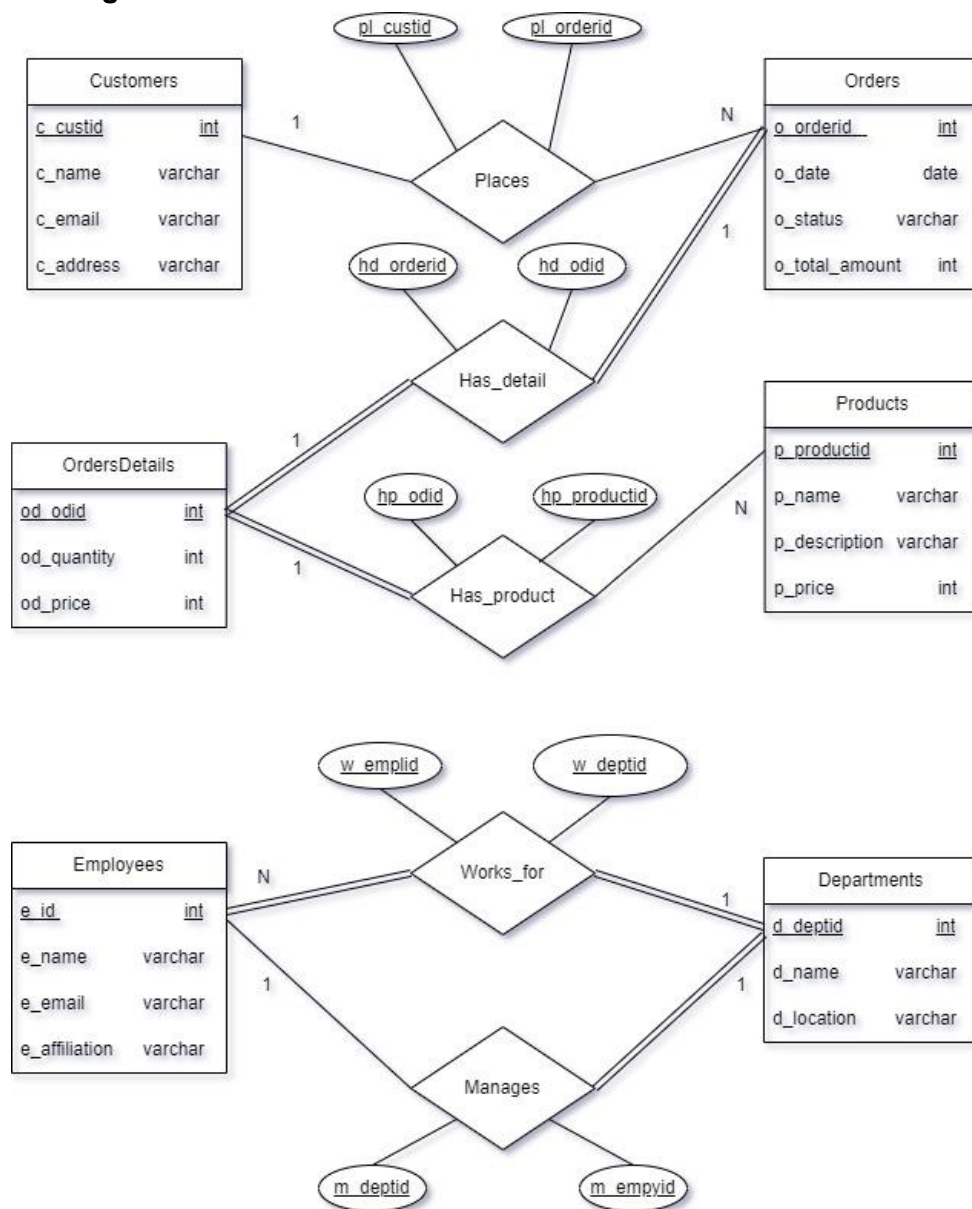 pl_custid
pl_orderid
Customers
c_custid int
c_name varchar
c_email varchar
c_address varchar
1
Places
N
Orders
o_orderid int
o_date date
o_status varchar
o_total_amount int
hd_orderid
hd_odid
1
Has_detail
1
OrdersDetails
od_odid int
od_quantity int
od_price int
hp_odid
hp_productid
1
Has_product
N
Products
p_productid int
p_name varchar
p_description varchar
p_price int
w_emplid
w_deptid
Employees
e_id int
e_name varchar
e_email varchar
e_affiliation varchar
N
Works_for
1
Departments
d_deptid int
d_name varchar
d_location varchar
1
Manages
1
m_deptid
m_empyid